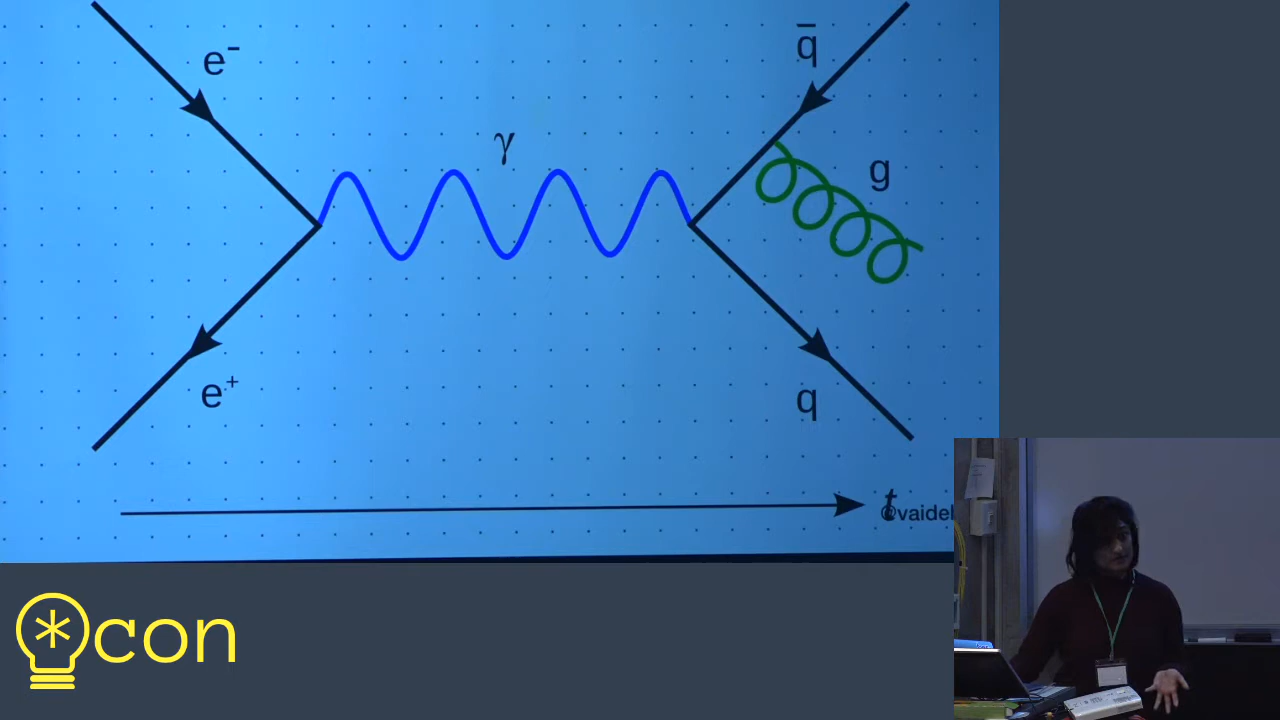 e⁻
q̄
γ
g
e⁺
q
t
@vaidel
*con